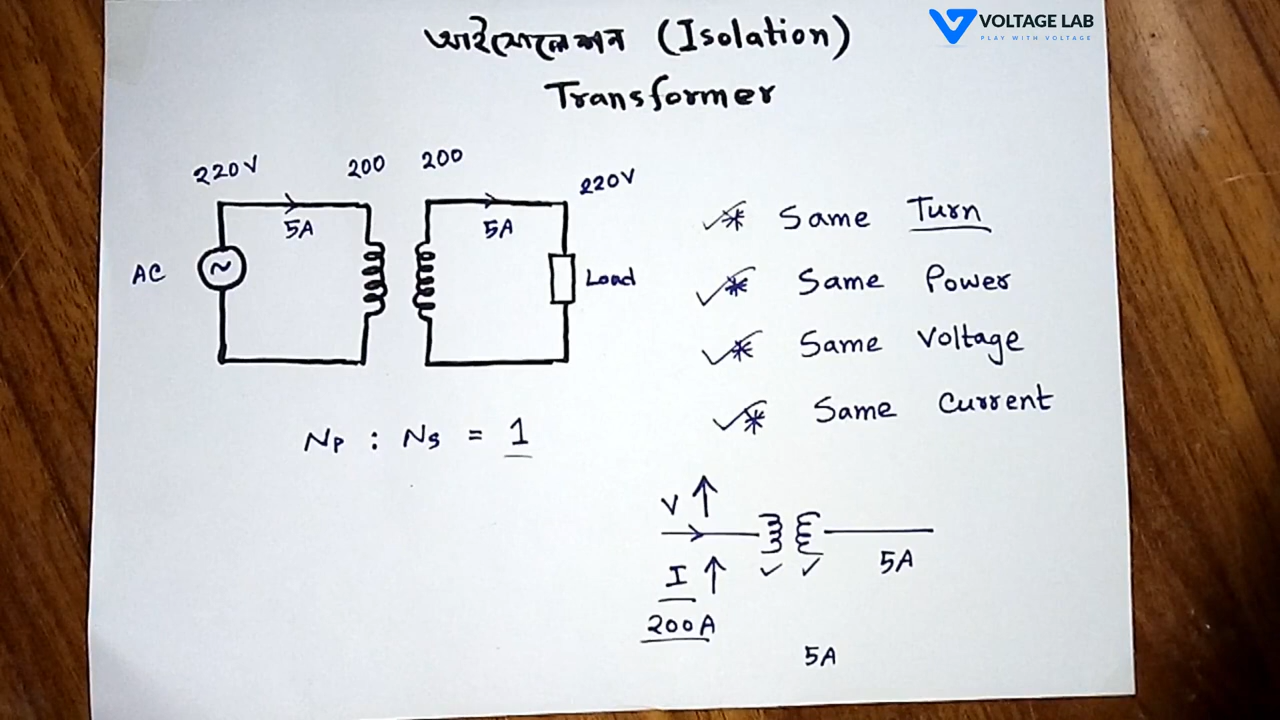 আইসোলেশন (Isolation)
Transformer
VOLTAGE LAB
PLAY WITH VOLTAGE
220V 200 200 220V
5A 5A
AC Load
Np : Ns = 1
* Same Turn
* Same Power
* Same Voltage
* Same Current
V ↑
I ↑ 5A
200A
5A